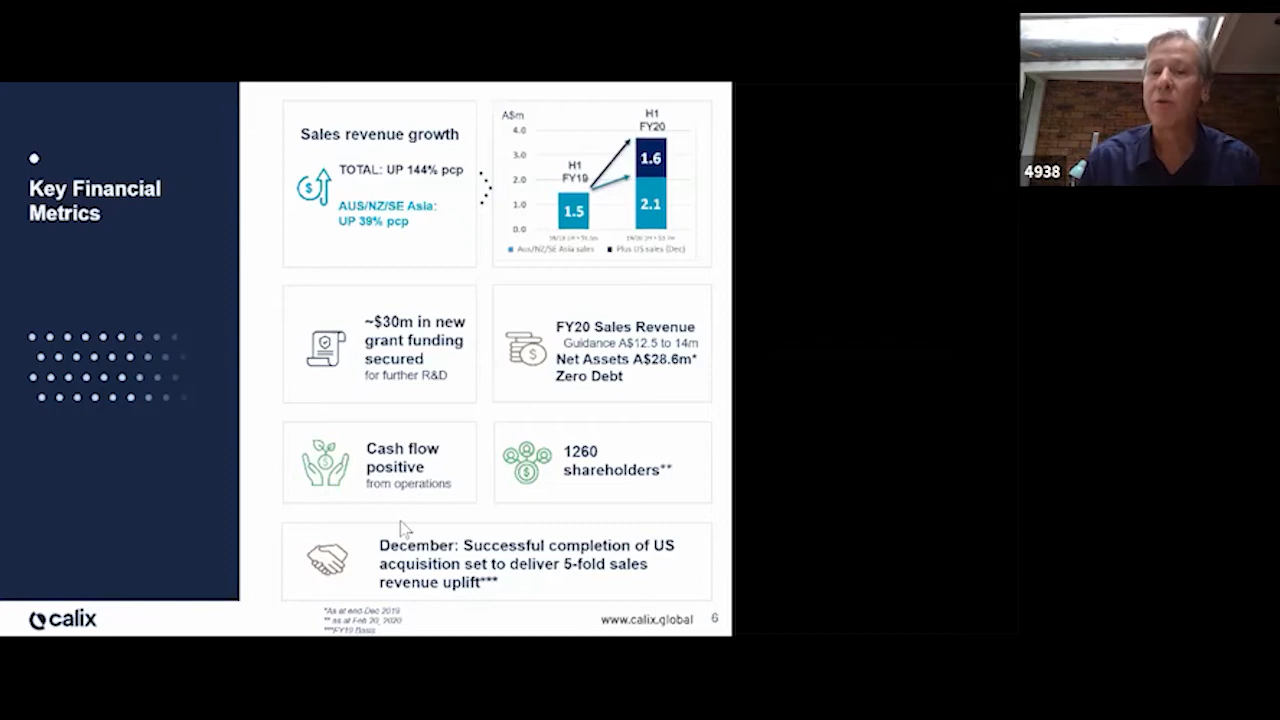 Key Financial
Metrics
Sales revenue growth
TOTAL: UP 144% pcp
AUS/NZ/SE Asia:
UP 39% pcp
A$m
4.0
3.0
2.0
1.0
0.0
H1
FY19
1.5
H1
FY20
1.6
2.1
Aus/NZ/SE Asia sales
Plus US sales (Dec)
~$30m in new
grant funding
secured
for further R&D
FY20 Sales Revenue
Guidance A$12.5 to 14m
Net Assets A$28.6m*
Zero Debt
Cash flow
positive
from operations
1260
shareholders**
December: Successful completion of US
acquisition set to deliver 5-fold sales
revenue uplift***
*As at end-Dec 2019
** as at Feb 20, 2020
***FY19 Basis
calix
www.calix.global
6
4938